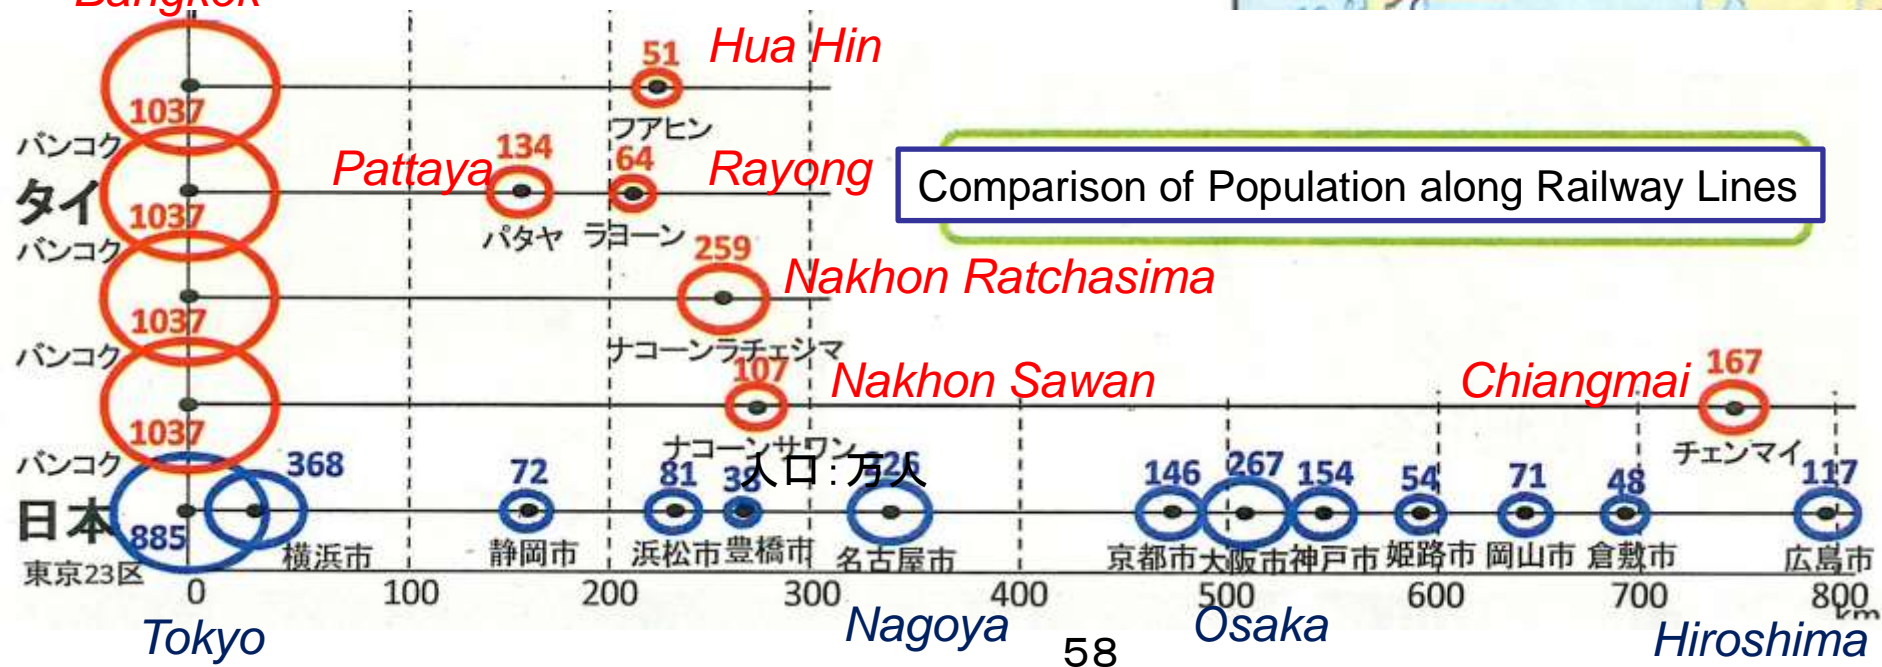 Bangkok
51 Hua Hin
1037
フアヒン
バンコク
Pattaya 134 64 Rayong
Comparison of Population along Railway Lines
タイ
1037
パタヤ ラヨーン
バンコク
259
Nakhon Ratchasima
1037
ナコーンラチェシマ
バンコク
107 Nakhon Sawan Chiangmai 167
1037
ナコーンサワン チェンマイ
バンコク
人口:万人
368 72 81 38 226 146 267 154 54 71 48 117
日本
885
横浜市 静岡市 浜松市 豊橋市 名古屋市 京都市 大阪市 神戸市 姫路市 岡山市 倉敷市 広島市
東京23区
0 100 200 300 400 500 600 700 800
km
Tokyo Nagoya Osaka Hiroshima
58